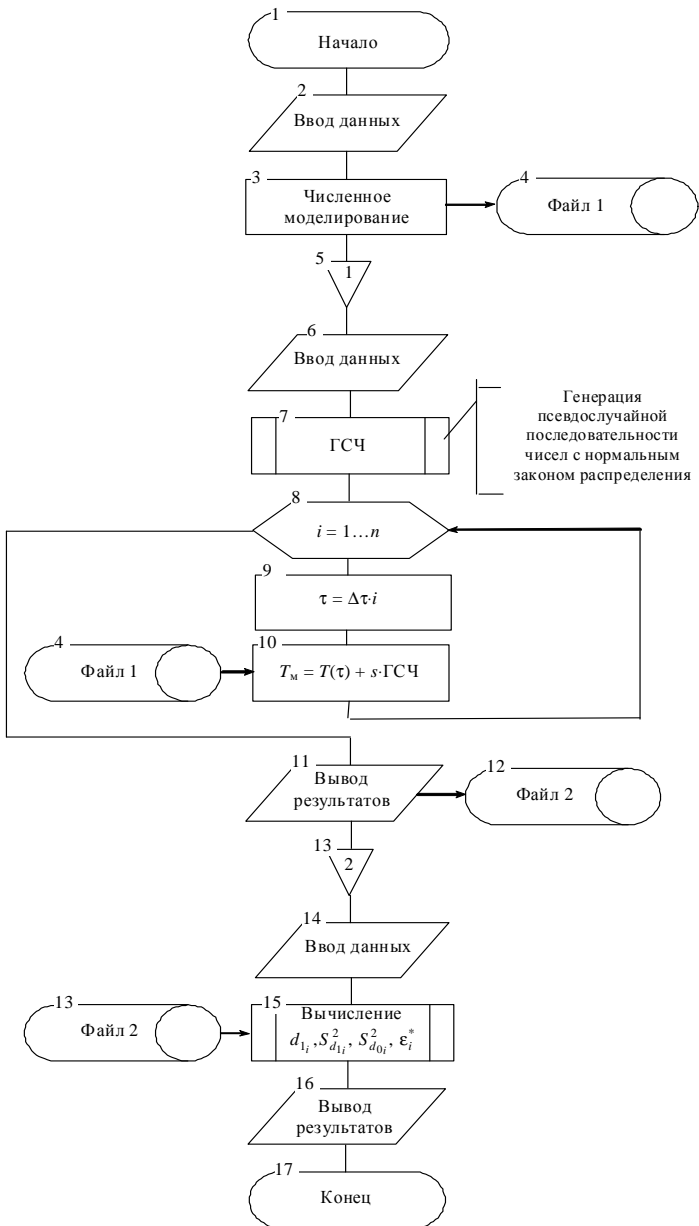 1
Начало
2
Ввод данных
3
Численное
моделирование
4
Файл 1
5
1
6
Ввод данных
7
ГСЧ
Генерация
псевдослучайной
последовательности
чисел с нормальным
законом распределения
8
i = 1…n
9
τ = Δτ·i
4
Файл 1
10
Tм = T(τ) + s·ГСЧ
11
Вывод
результатов
12
Файл 2
13
2
14
Ввод данных
13
Файл 2
15
Вычисление
d₁ᵢ, S²d₁ᵢ, S²d₀ᵢ, εᵢ*
16
Вывод
результатов
17
Конец